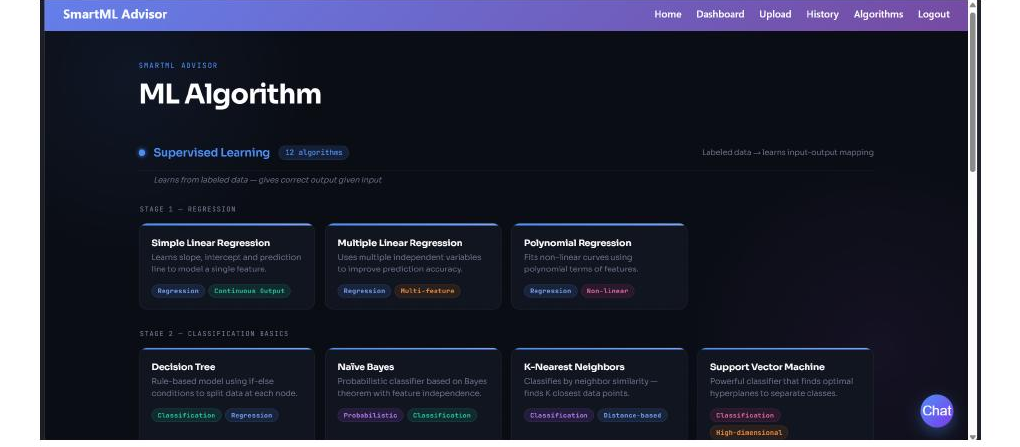 SmartML Advisor
Home Dashboard Upload History Algorithms Logout
SMARTML ADVISOR
ML Algorithm
Supervised Learning 12 algorithms
Labeled data → learns input-output mapping
Learns from labeled data — gives correct output given input
STAGE 1 — REGRESSION
Simple Linear Regression
Learns slope, intercept and prediction
line to model a single feature.
Regression Continuous Output
Multiple Linear Regression
Uses multiple independent variables
to improve prediction accuracy.
Regression Multi-feature
Polynomial Regression
Fits non-linear curves using
polynomial terms of features.
Regression Non-linear
STAGE 2 — CLASSIFICATION BASICS
Decision Tree
Rule-based model using if-else
conditions to split data at each node.
Classification Regression
Naïve Bayes
Probabilistic classifier based on Bayes
theorem with feature independence.
Probabilistic Classification
K-Nearest Neighbors
Classifies by neighbor similarity —
finds K closest data points.
Classification Distance-based
Support Vector Machine
Powerful classifier that finds optimal
hyperplanes to separate classes.
Classification
High-dimensional
Chat